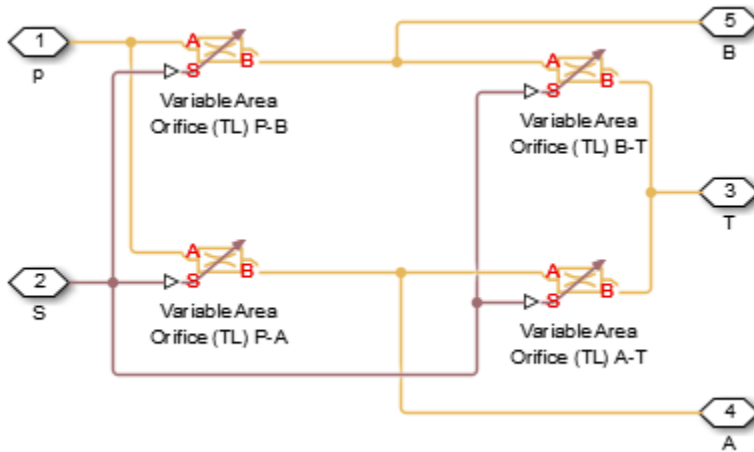 1
p
A
B
S
Variable Area
Orifice (TL) P-B
5
B
A
B
S
Variable Area
Orifice (TL) B-T
3
T
2
S
A
B
S
Variable Area
Orifice (TL) P-A
A
B
S
Variable Area
Orifice (TL) A-T
4
A